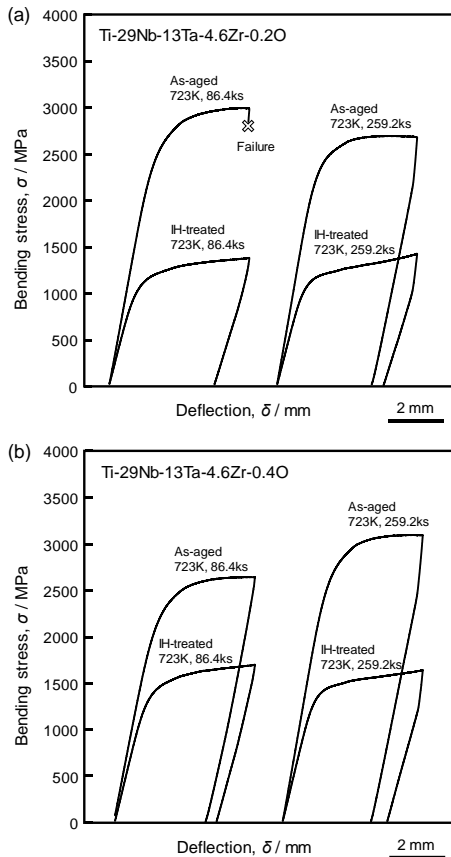 (a)
Ti-29Nb-13Ta-4.6Zr-0.2O
4000
3500
3000
2500
2000
1500
1000
500
0
Bending stress, σ / MPa
As-aged
723K, 86.4ks
Failure
As-aged
723K, 259.2ks
IH-treated
723K, 86.4ks
IH-treated
723K, 259.2ks
Deflection, δ / mm
2 mm
(b)
Ti-29Nb-13Ta-4.6Zr-0.4O
4000
3500
3000
2500
2000
1500
1000
500
0
Bending stress, σ / MPa
As-aged
723K, 86.4ks
As-aged
723K, 259.2ks
IH-treated
723K, 86.4ks
IH-treated
723K, 259.2ks
Deflection, δ / mm
2 mm